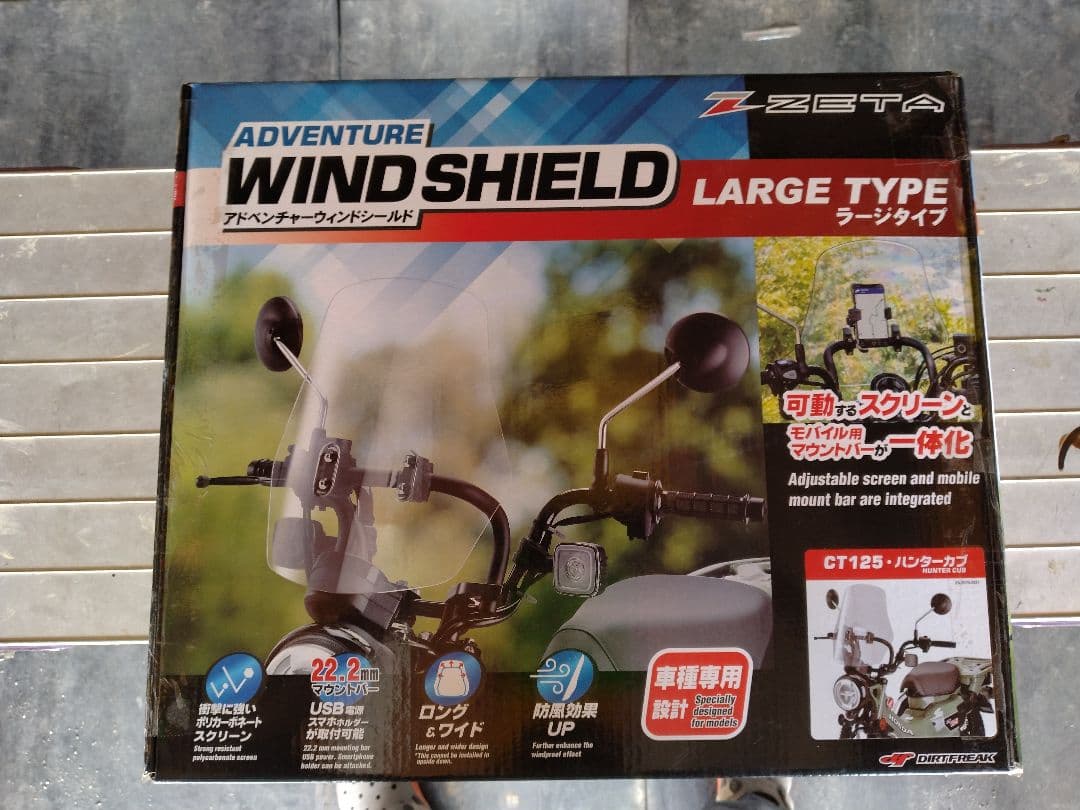 ZETA
ADVENTURE
WIND SHIELD
アドベンチャーウィンドシールド
LARGE TYPE
ラージタイプ
可動するスクリーンと
モバイル用
マウントバーが一体化
Adjustable screen and mobile
mount bar are integrated
CT125・ハンターカブ
HUNTER CUB
衝撃に強い
ポリカーボネート
スクリーン
Strong resistant
polycarbonate screen
22.2mm
マウントバー
USB電源
スマホホルダー
が取付可能
22.2 mm mounting bar
USB power. Smartphone
holder can be attached.
ロング
&ワイド
Longer and wider design
*This cannot be installed in
upside down.
防風効果
UP
Further enhance the
windproof effect
車種専用
設計
Specially
designed
for models
DIRTFREAK